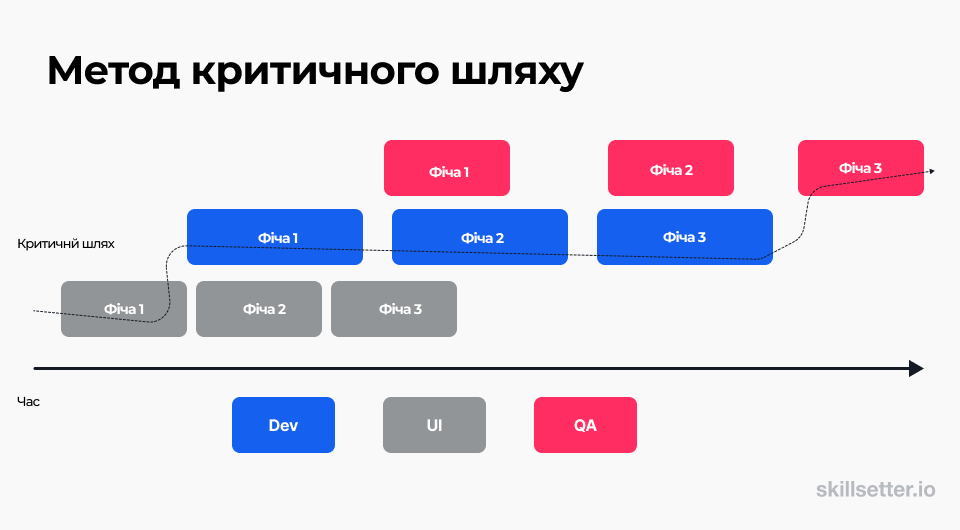 Метод критичного шляху
Фіча 1
Фіча 2
Фіча 3
Критичнй шлях
Фіча 1
Фіча 2
Фіча 3
Фіча 1
Фіча 2
Фіча 3
Час
Dev
UI
QA
skillsetter.io